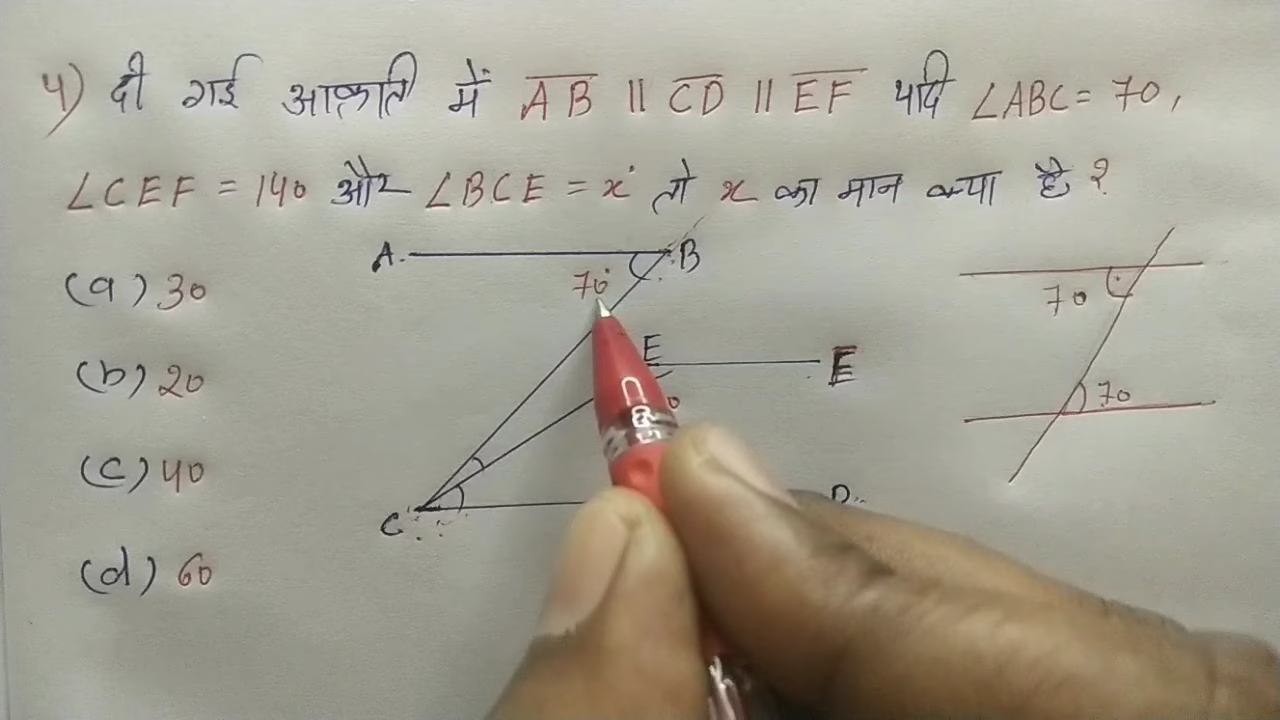 4) दी गई आकृति में AB || CD || EF यदि ∠ABC = 70,
∠CEF = 140 और ∠BCE = x° तो x का मान क्या है ?
(a) 30
(b) 20
(c) 40
(d) 60
A
B
70°
E
E
C
D
70
70